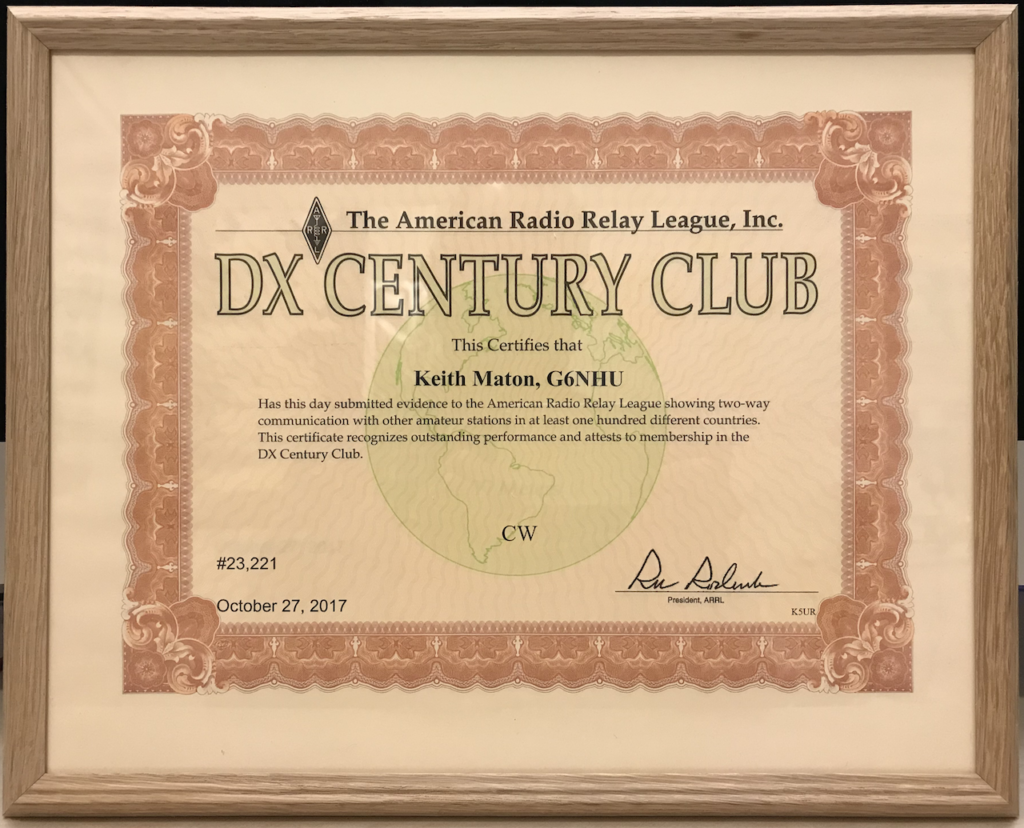 The American Radio Relay League, Inc.
ARRL
DX CENTURY CLUB
This Certifies that
Keith Maton, G6NHU
Has this day submitted evidence to the American Radio Relay League showing two-way
communication with other amateur stations in at least one hundred different countries.
This certificate recognizes outstanding performance and attests to membership in the
DX Century Club.
CW
#23,221
October 27, 2017
President, ARRL
K5UR